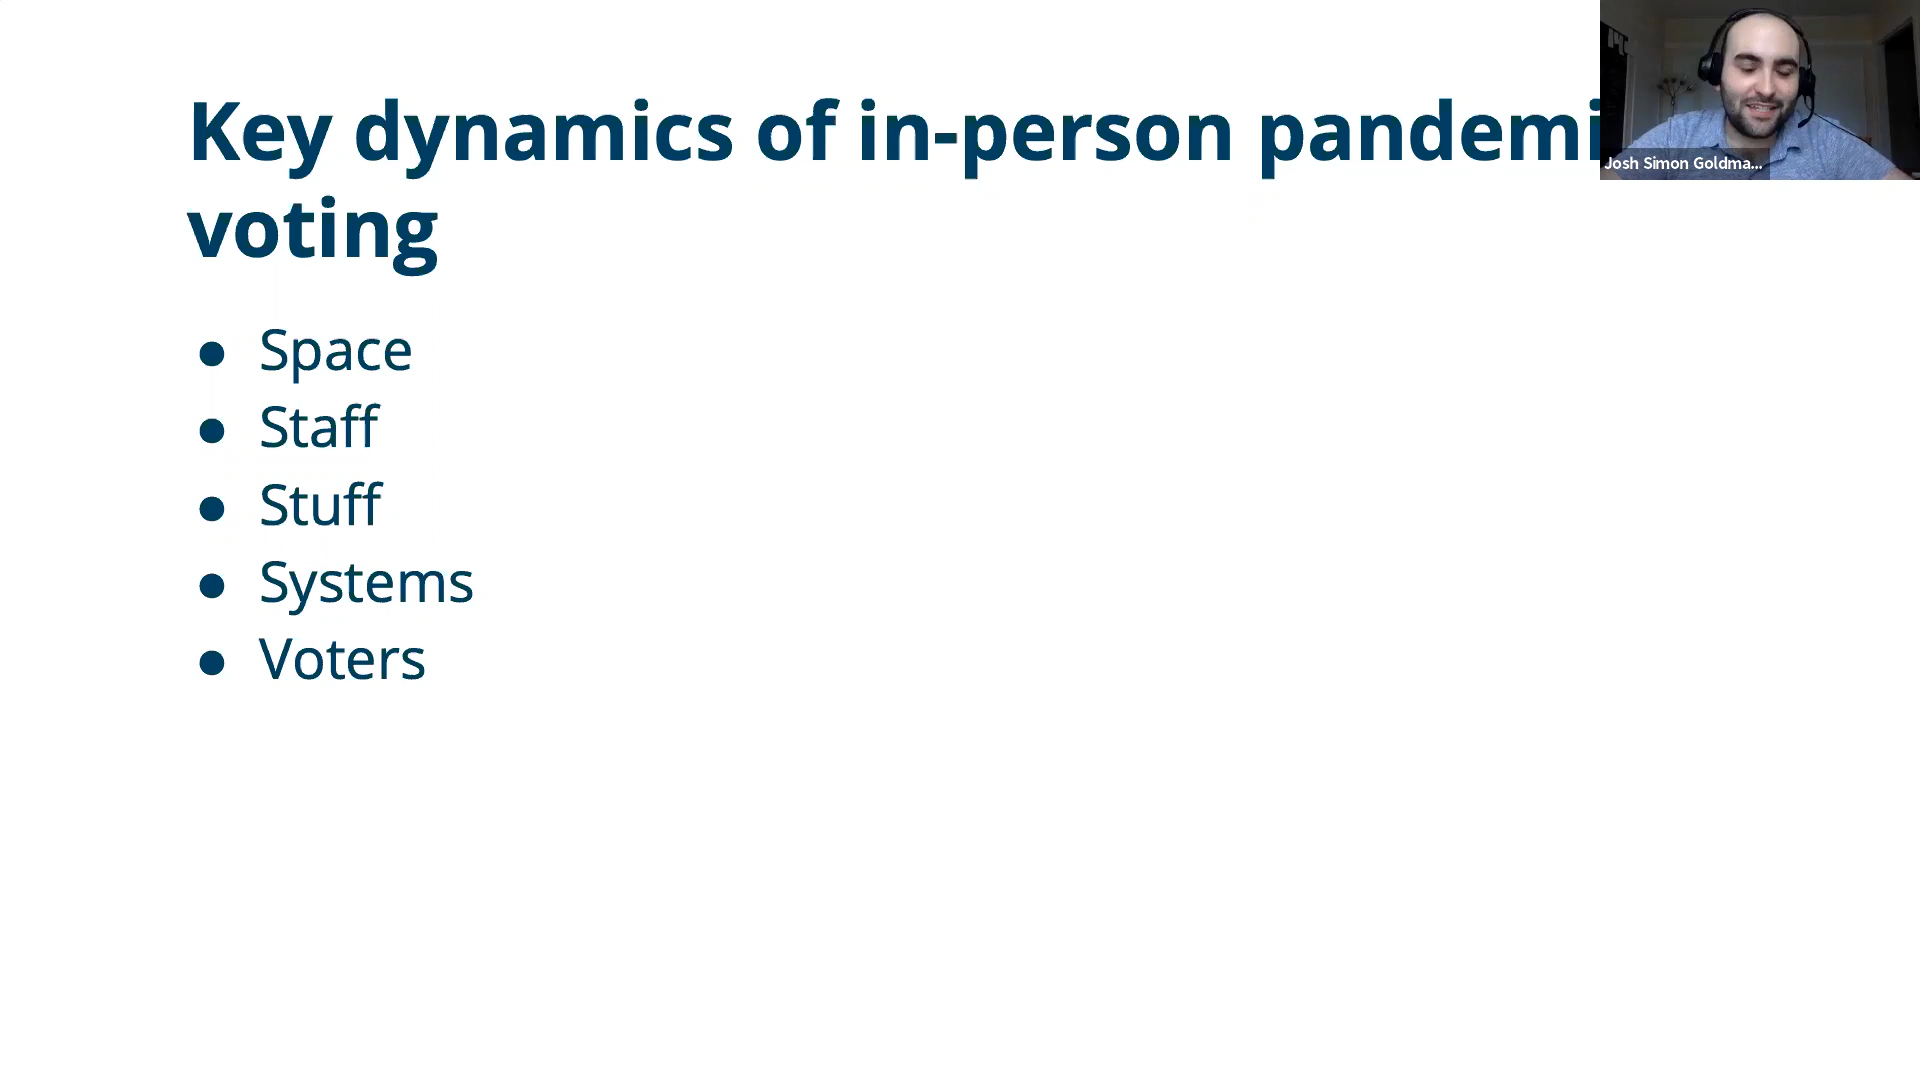 Key dynamics of in-person pandemi
voting
● Space
● Staff
● Stuff
● Systems
● Voters
Josh Simon Goldma...